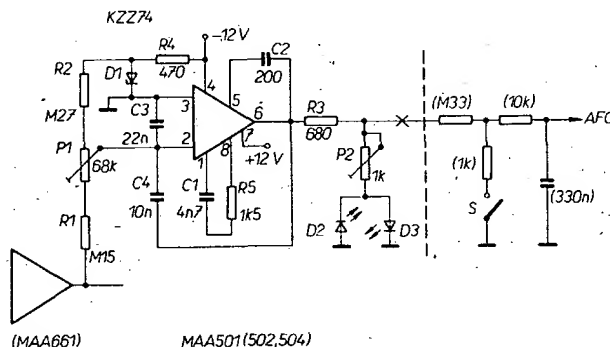 KZZ74
-12V
R4
470
C2
200
R2
D1
M27
C3
3
4
5
6
R3
680
(M33)
(10k)
AFC
P1
68k
22n
2
7
+12V
P2
1k
(1k)
(330n)
1
8
C4
10n
C1
4n7
R5
1k5
R1
M15
D2
D3
S
(MAA661)
MAA501(502,504)